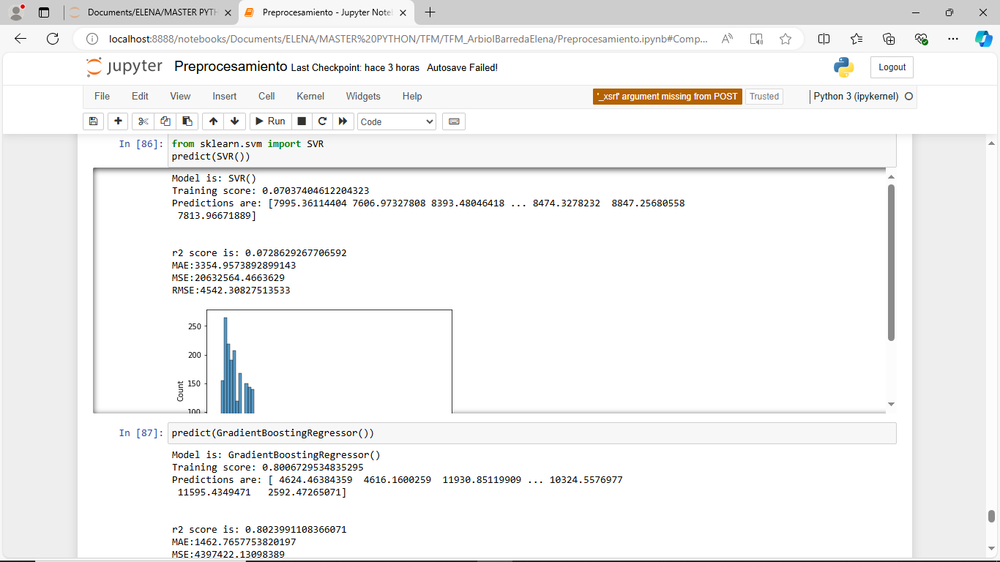 Documents/ELENA/MASTER PYTH
Preprocesamiento - Jupyter Note
localhost:8888/notebooks/Documents/ELENA/MASTER%20PYTHON/TFM/TFM_ArbiolBarredaElena/Preprocesamiento.ipynb#Comp...
jupyter Preprocesamiento Last Checkpoint: hace 3 horas Autosave Failed!
Logout
File Edit View Insert Cell Kernel Widgets Help
'_xsrf' argument missing from POST
Trusted
Python 3 (ipykernel)
Run
Code
In [86]: from sklearn.svm import SVR
predict(SVR())
Model is: SVR()
Training score: 0.07037404612204323
Predictions are: [7995.36114404 7606.97327808 8393.48046418 ... 8474.3278232  8847.25680558
7813.96671889]
r2 score is: 0.0728629267706592
MAE:3354.9573892899143
MSE:20632564.4663629
RMSE:4542.30827513533
250
200
150
100
Count
In [87]: predict(GradientBoostingRegressor())
Model is: GradientBoostingRegressor()
Training score: 0.8006729534835295
Predictions are: [ 4624.46384359  4616.1600259  11930.85119909 ... 10324.5576977
11595.4349471   2592.47265071]
r2 score is: 0.8023991108366071
MAE:1462.7657753820197
MSE:4397422.13098389